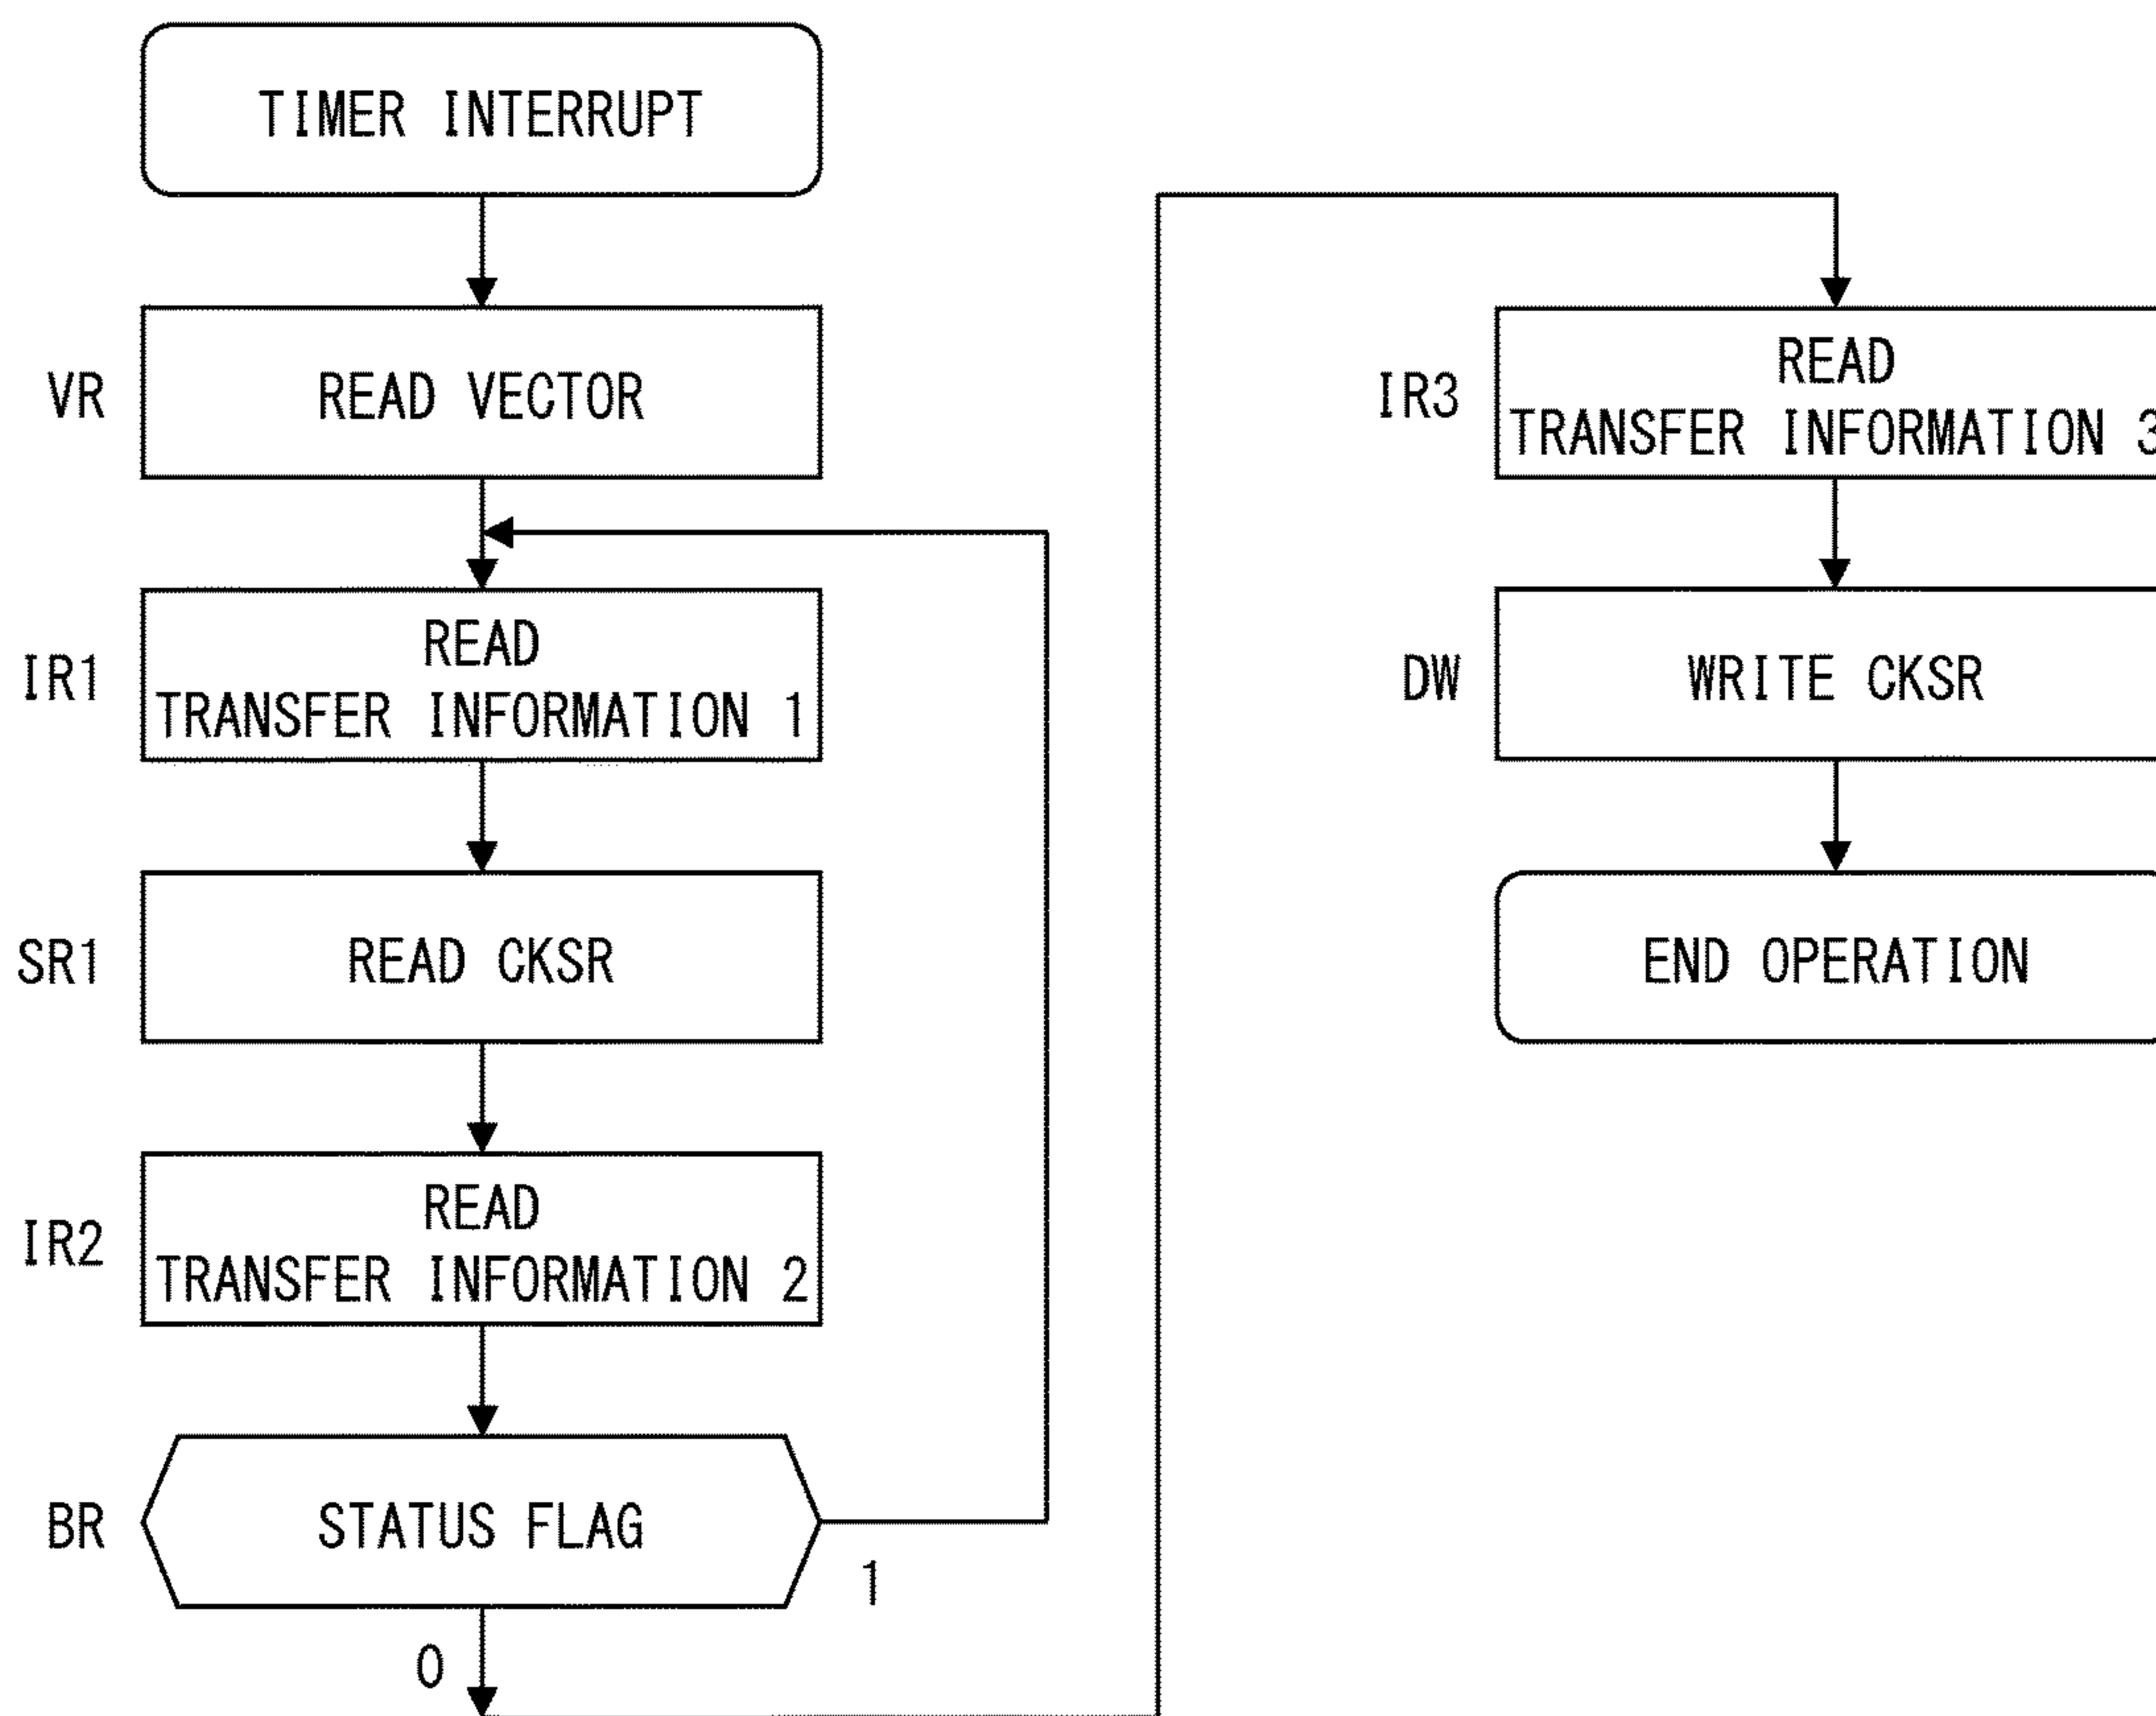 TIMER INTERRUPT
VR
READ VECTOR
IR1
READ
TRANSFER INFORMATION 1
SR1
READ CKSR
IR2
READ
TRANSFER INFORMATION 2
BR
STATUS FLAG
1
0
IR3
READ
TRANSFER INFORMATION 3
DW
WRITE CKSR
END OPERATION